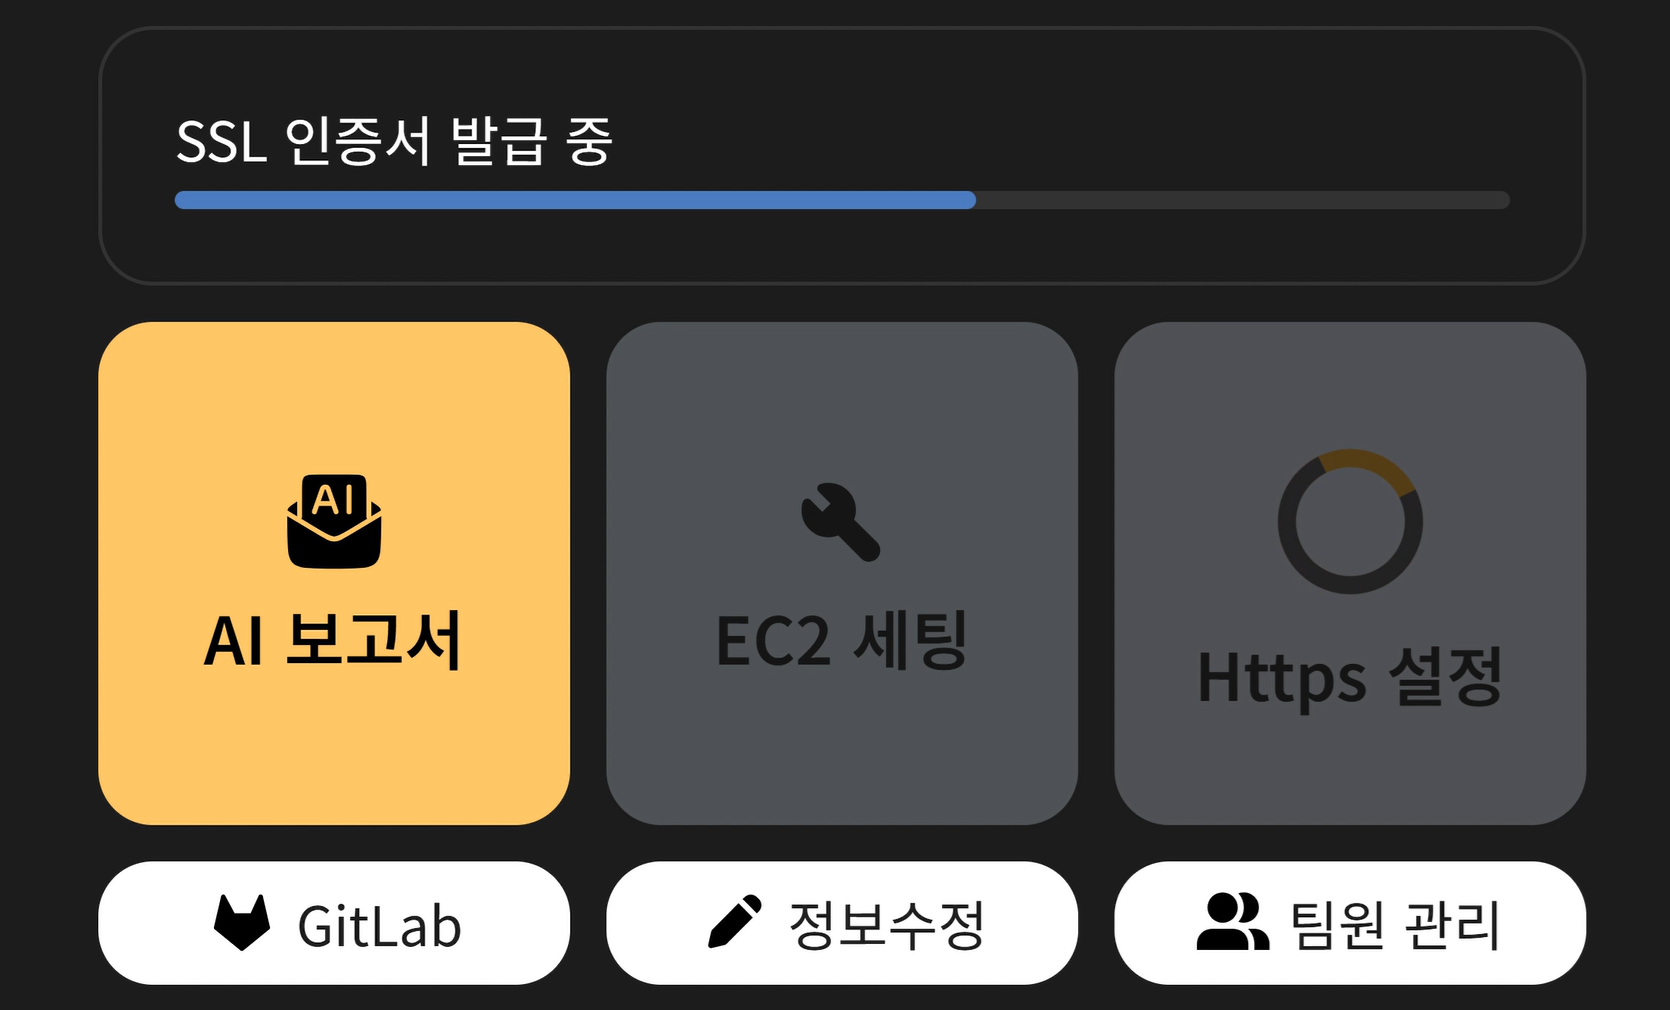 SSL 인증서 발급 중
AI
AI 보고서
EC2 세팅
Https 설정
GitLab
정보수정
팀원 관리